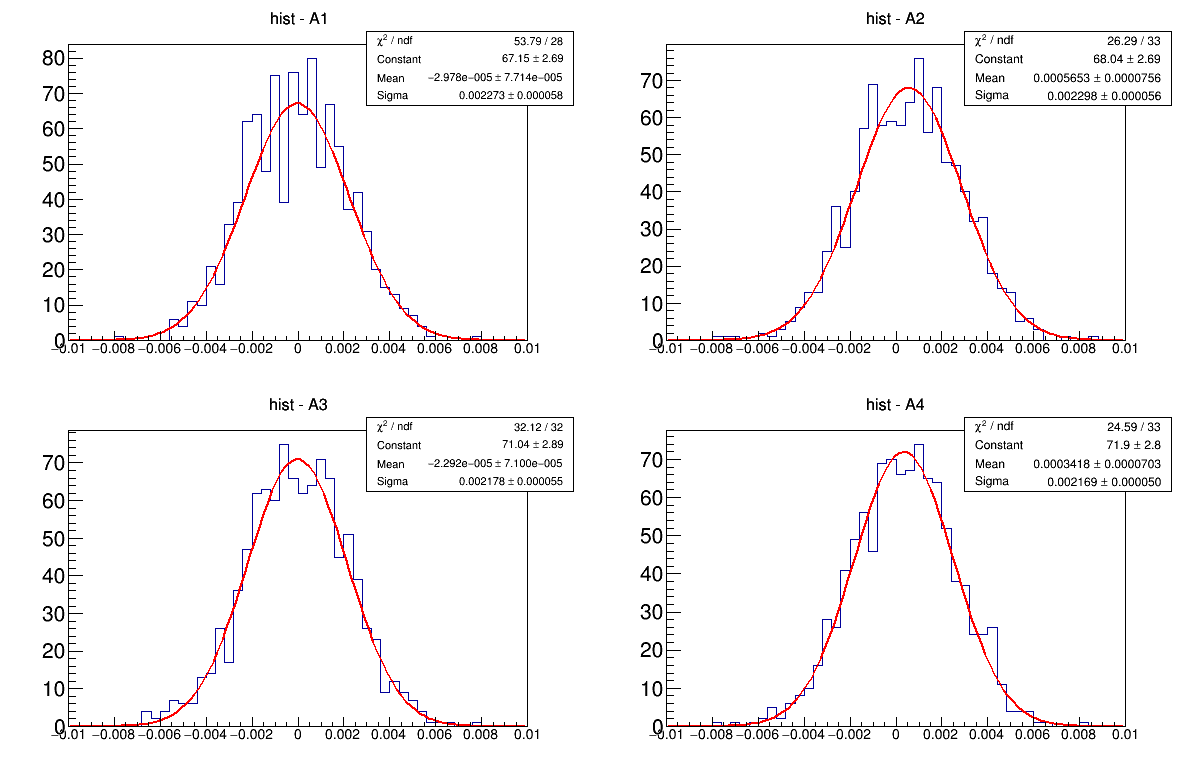 hist - A1
χ² / ndf 53.79 / 28
Constant 67.15 ± 2.69
Mean −2.978e−005 ± 7.714e−005
Sigma 0.002273 ± 0.000058
80
70
60
50
40
30
20
10
0
−0.01 −0.008 −0.006 −0.004 −0.002 0 0.002 0.004 0.006 0.008 0.01
hist - A2
χ² / ndf 26.29 / 33
Constant 68.04 ± 2.69
Mean 0.0005653 ± 0.0000756
Sigma 0.002298 ± 0.000056
70
60
50
40
30
20
10
0
−0.01 −0.008 −0.006 −0.004 −0.002 0 0.002 0.004 0.006 0.008 0.01
hist - A3
χ² / ndf 32.12 / 32
Constant 71.04 ± 2.89
Mean −2.292e−005 ± 7.100e−005
Sigma 0.002178 ± 0.000055
70
60
50
40
30
20
10
0
−0.01 −0.008 −0.006 −0.004 −0.002 0 0.002 0.004 0.006 0.008 0.01
hist - A4
χ² / ndf 24.59 / 33
Constant 71.9 ± 2.8
Mean 0.0003418 ± 0.0000703
Sigma 0.002169 ± 0.000050
70
60
50
40
30
20
10
0
−0.01 −0.008 −0.006 −0.004 −0.002 0 0.002 0.004 0.006 0.008 0.01